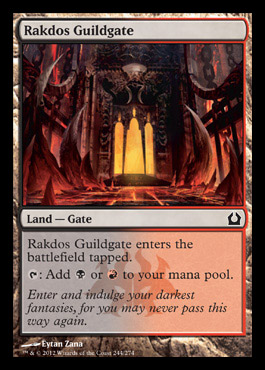 Rakdos Guildgate
Land — Gate
Rakdos Guildgate enters the
battlefield tapped.
: Add or to your mana pool.
Enter and indulge your darkest
fantasies, for you may never pass this
way again.
Eytan Zana
™ & © 2012 Wizards of the Coast 244/274